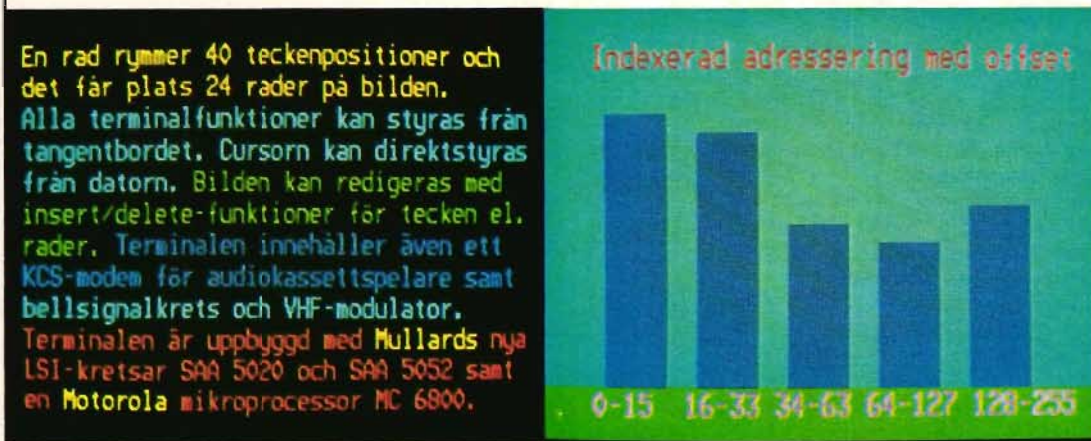 En rad rymmer 40 teckenpositioner och
det får plats 24 rader på bilden.
Alla terminalfunktioner kan styras från
tangentbordet. Cursorn kan direktstyras
från datorn. Bilden kan redigeras med
insert/delete-funktioner för tecken el.
rader. Terminalen innehåller även ett
KCS-modem för audiokassettspelare samt
bellsignalkrets och VHF-modulator.
Terminalen är uppbyggd med Mullards nya
LSI-kretsar SAA 5020 och SAA 5052 samt
en Motorola mikroprocessor MC 6800.
Indexerad adressering med offset
0-15 16-33 34-63 64-127 128-255